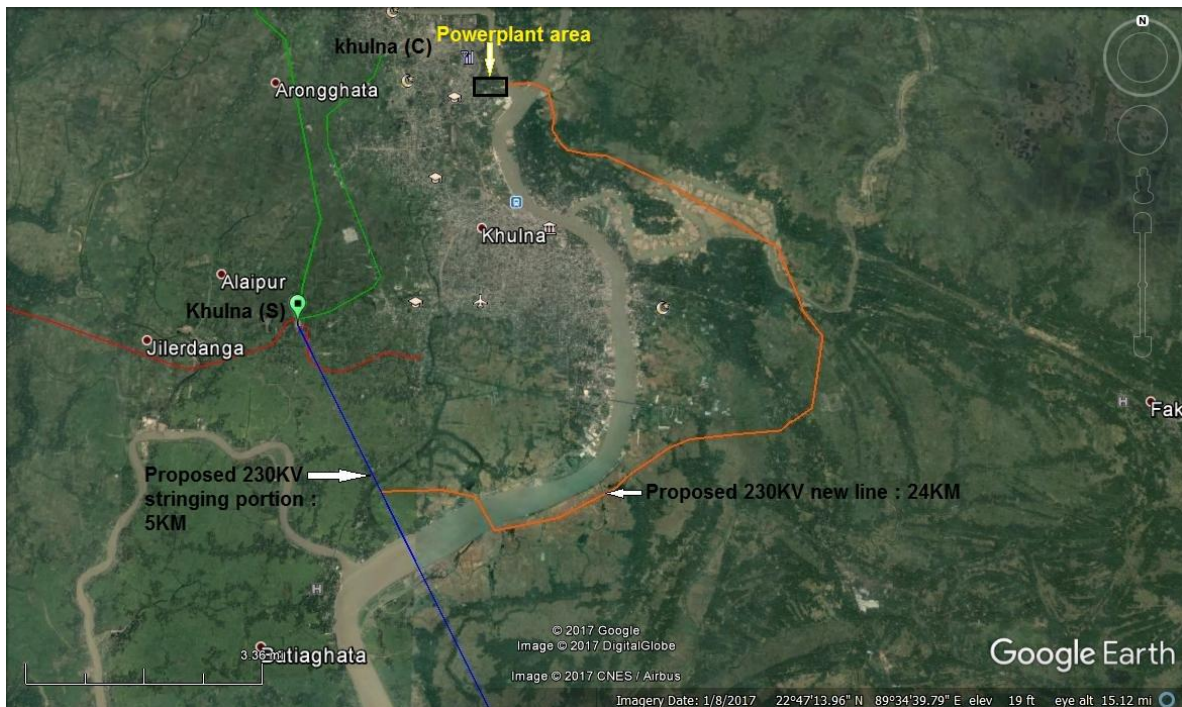 N
Powerplant area
khulna (C)
Arongghata
Khulna
Alaipur
Khulna (S)
Jilerdanga
H
Fak
Proposed 230KV
stringing portion :
5KM
Proposed 230KV new line : 24KM
H
© 2017 Google
Image © 2017 DigitalGlobe
3.36 mi
Batiaghata
Google Earth
Image © 2017 CNES / Airbus
Imagery Date: 1/8/2017 22°47'13.96" N 89°34'39.79" E elev 19 ft eye alt 15.12 mi